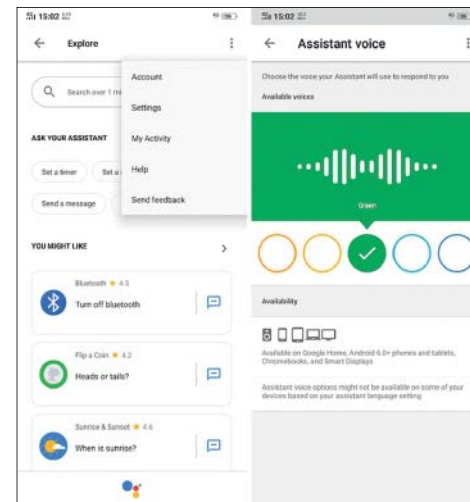 15:02
Explore
Search over 1 m
Account
Settings
My Activity
Help
Send feedback
ASK YOUR ASSISTANT
Set a timer
Set a
Send a message
YOU MIGHT LIKE
Bluetooth ★ 4.5
Turn off bluetooth
Flip a Coin ★ 4.2
Heads or tails?
Sunrise & Sunset ★ 4.6
When is sunrise?
15:02
Assistant voice
Choose the voice your Assistant will use to respond to you
Available voices
Green
Availability
Available on Google Home, Android 6.0+ phones and tablets,
Chromebooks, and Smart Displays
Assistant voice options might not be available on some of your
devices based on your assistant language setting